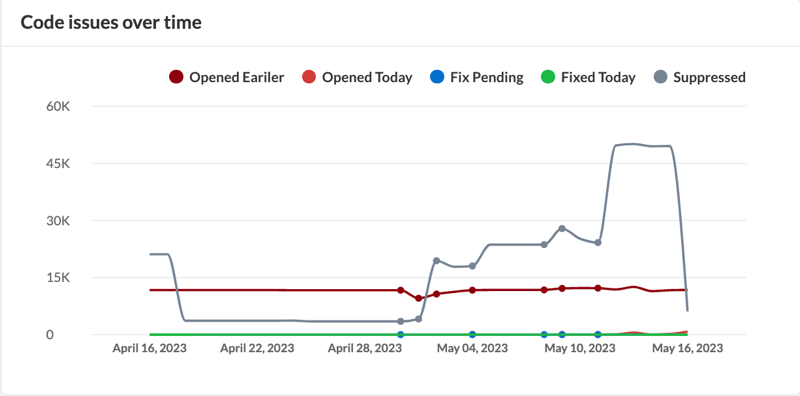 Code issues over time
Opened Eariler Opened Today Fix Pending Fixed Today Suppressed
60K
45K
30K
15K
0
April 16, 2023 April 22, 2023 April 28, 2023 May 04, 2023 May 10, 2023 May 16, 2023